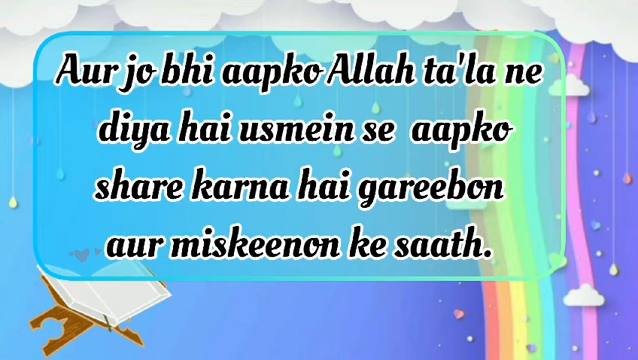 Aur jo bhi aapko Allah ta'la ne
diya hai usmein se aapko
share karna hai gareebon
aur miskeenon ke saath.